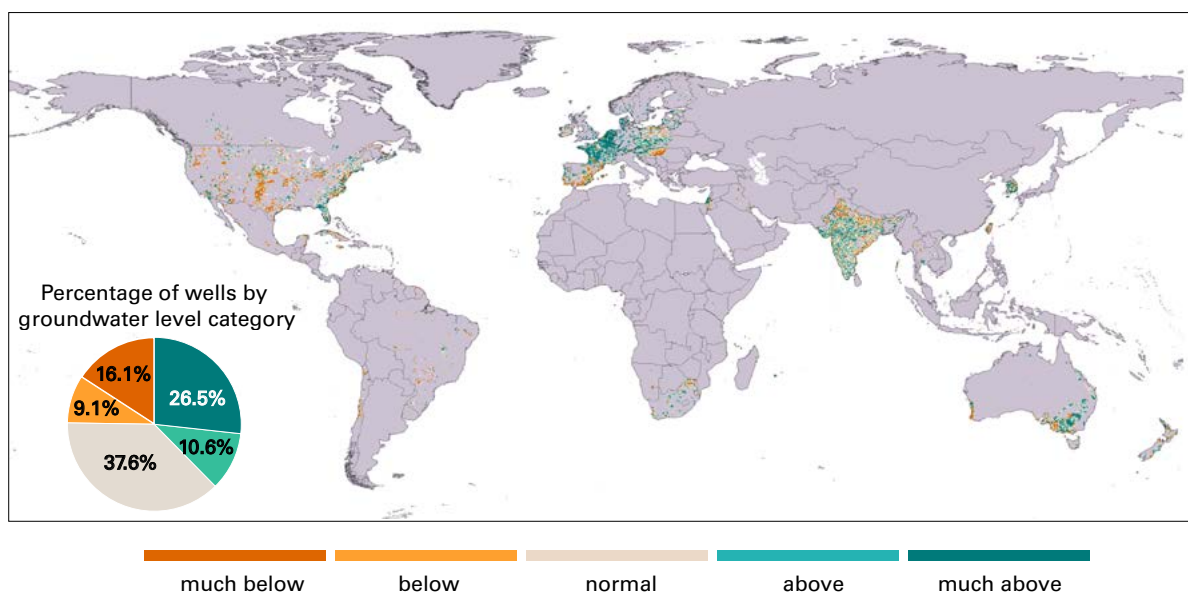 Percentage of wells by
groundwater level category
16.1%
26.5%
9.1%
10.6%
37.6%
much below
below
normal
above
much above